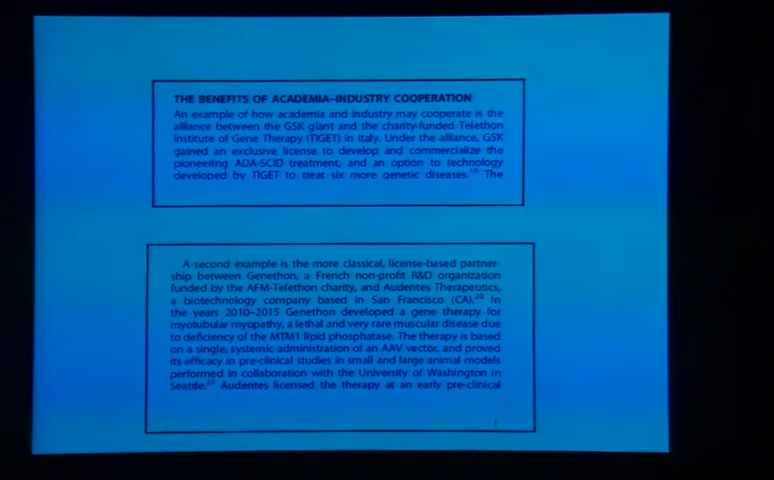 THE BENEFITS OF ACADEMIA–INDUSTRY COOPERATION
An example of how academia and industry may cooperate is the
alliance between the GSK giant and the charity-funded Telethon
Institute of Gene Therapy (TIGET) in Italy. Under the alliance, GSK
gained an exclusive license to develop and commercialize the
pioneering ADA-SCID treatment, and an option to technology
developed by TIGET to treat six more genetic diseases.¹⁸ The
A second example is the more classical, license-based partner-
ship between Genethon, a French non-profit R&D organization
funded by the AFM-Telethon charity, and Audentes Therapeutics,
a biotechnology company based in San Francisco (CA).²⁰ In
the years 2010–2015 Genethon developed a gene therapy for
myotubular myopathy, a lethal and very rare muscular disease due
to deficiency of the MTM1 lipid phosphatase. The therapy is based
on a single, systemic administration of an AAV vector, and proved
its efficacy in pre-clinical studies in small and large animal models
performed in collaboration with the University of Washington in
Seattle.²¹ Audentes licensed the therapy at an early pre-clinical